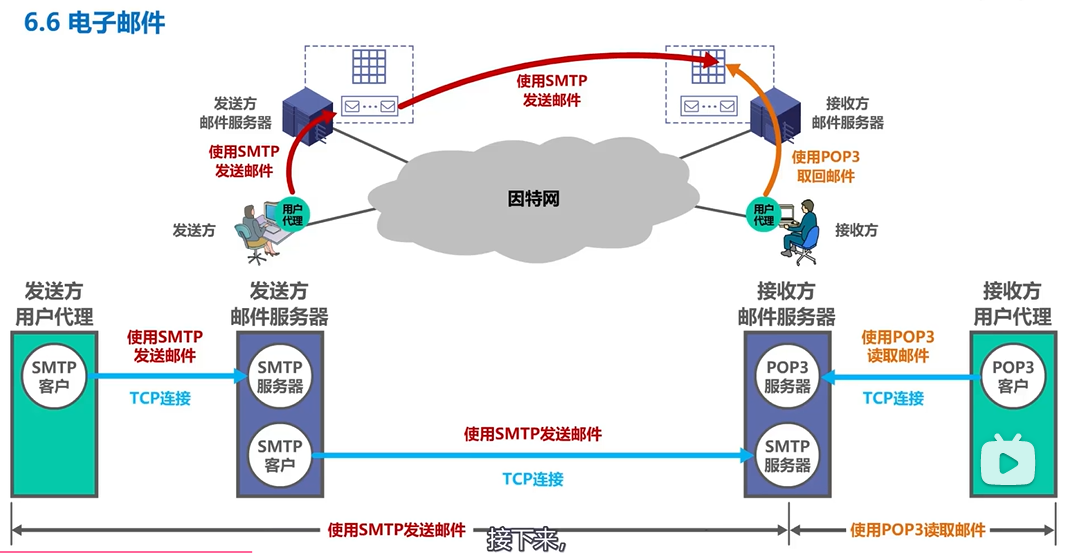 6.6 电子邮件
使用SMTP
发送邮件
发送方
邮件服务器
接收方
邮件服务器
使用SMTP
发送邮件
使用POP3
取回邮件
因特网
发送方
用户
代理
用户
代理
接收方
发送方
用户代理
发送方
邮件服务器
接收方
邮件服务器
接收方
用户代理
使用SMTP
发送邮件
使用POP3
读取邮件
SMTP
客户
SMTP
服务器
POP3
服务器
POP3
客户
TCP连接
TCP连接
使用SMTP发送邮件
SMTP
客户
SMTP
服务器
TCP连接
使用SMTP发送邮件
使用POP3读取邮件
接下来,